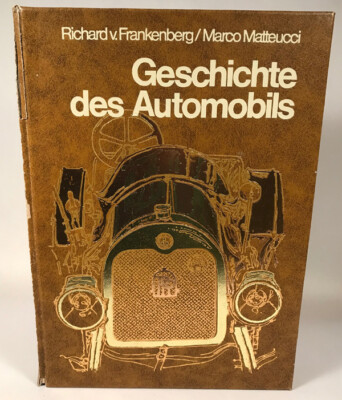 Richard v. Frankenberg/Marco Matteucci
Geschichte
des Automobils